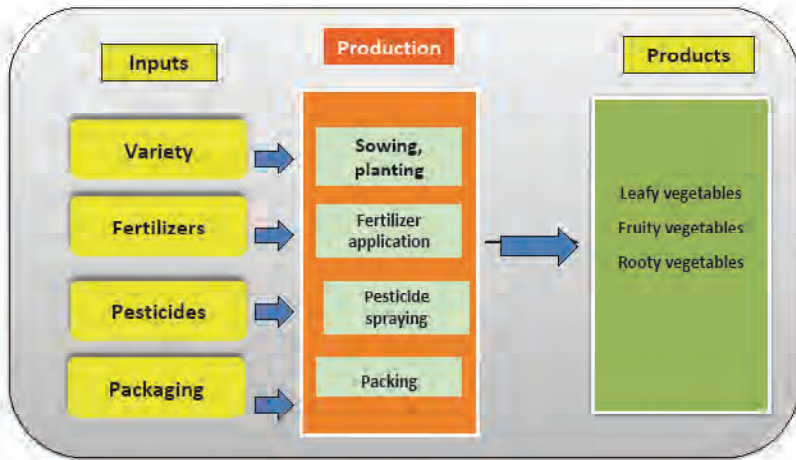 Inputs
Production
Products
Variety
Sowing,
planting
Fertilizers
Fertilizer
application
Pesticides
Pesticide
spraying
Packaging
Packing
Leafy vegetables
Fruity vegetables
Rooty vegetables